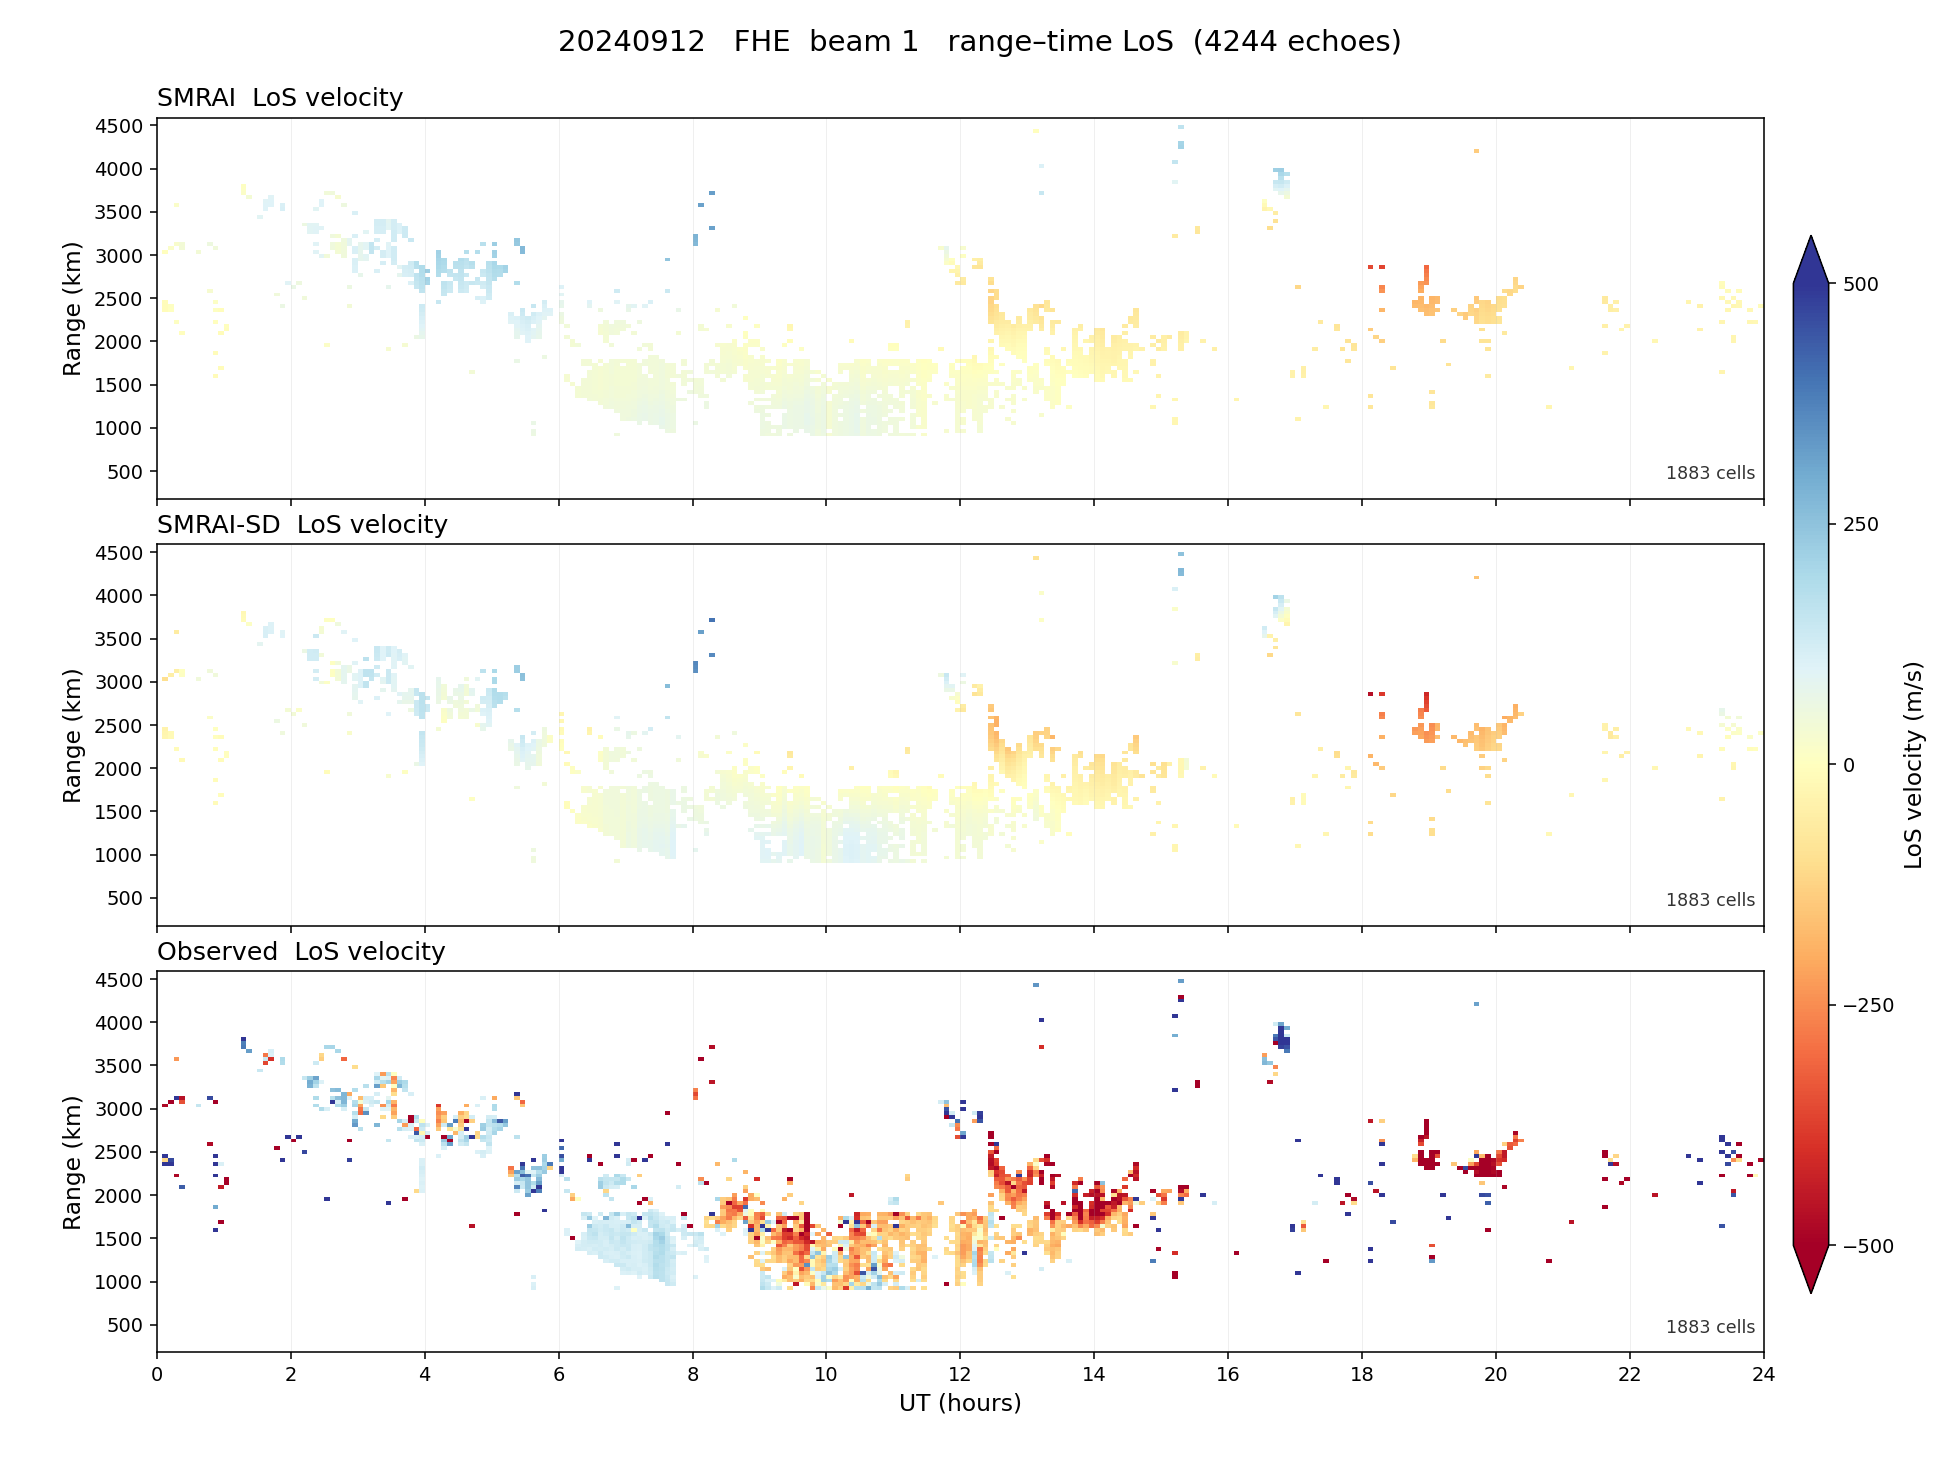 20240912   FHE  beam 1   range–time LoS  (4244 echoes)
SMRAI  LoS velocity
4500
4000
3500
3000
2500
2000
1500
1000
500
Range (km)
1883 cells
SMRAI-SD  LoS velocity
4500
4000
3500
3000
2500
2000
1500
1000
500
Range (km)
1883 cells
Observed  LoS velocity
4500
4000
3500
3000
2500
2000
1500
1000
500
Range (km)
1883 cells
0 2 4 6 8 10 12 14 16 18 20 22 24
UT (hours)
500
250
0
−250
−500
LoS velocity (m/s)